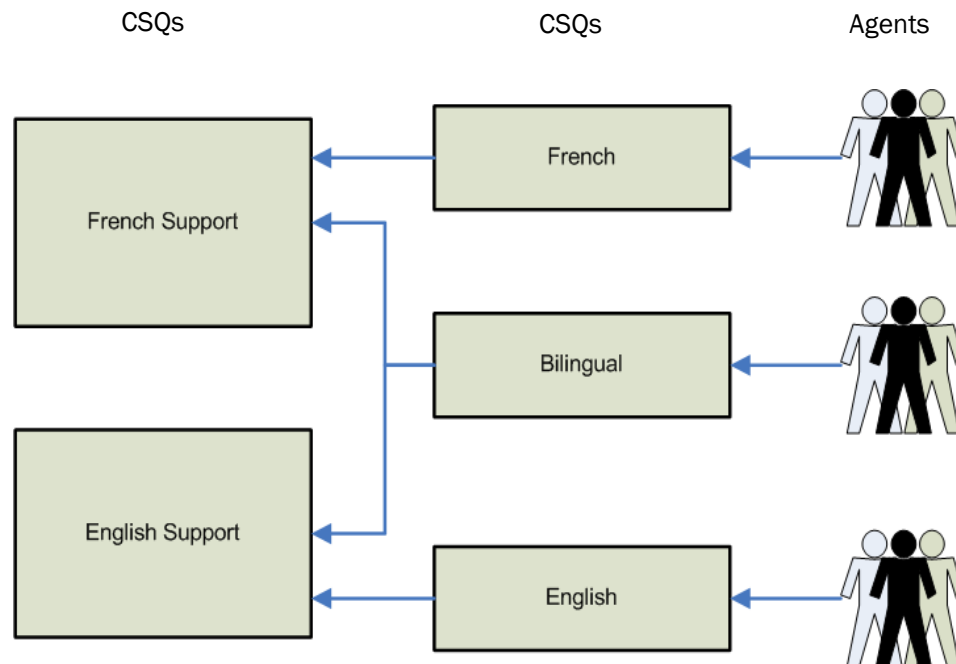 CSQs
CSQs
Agents
French Support
French
Bilingual
English Support
English